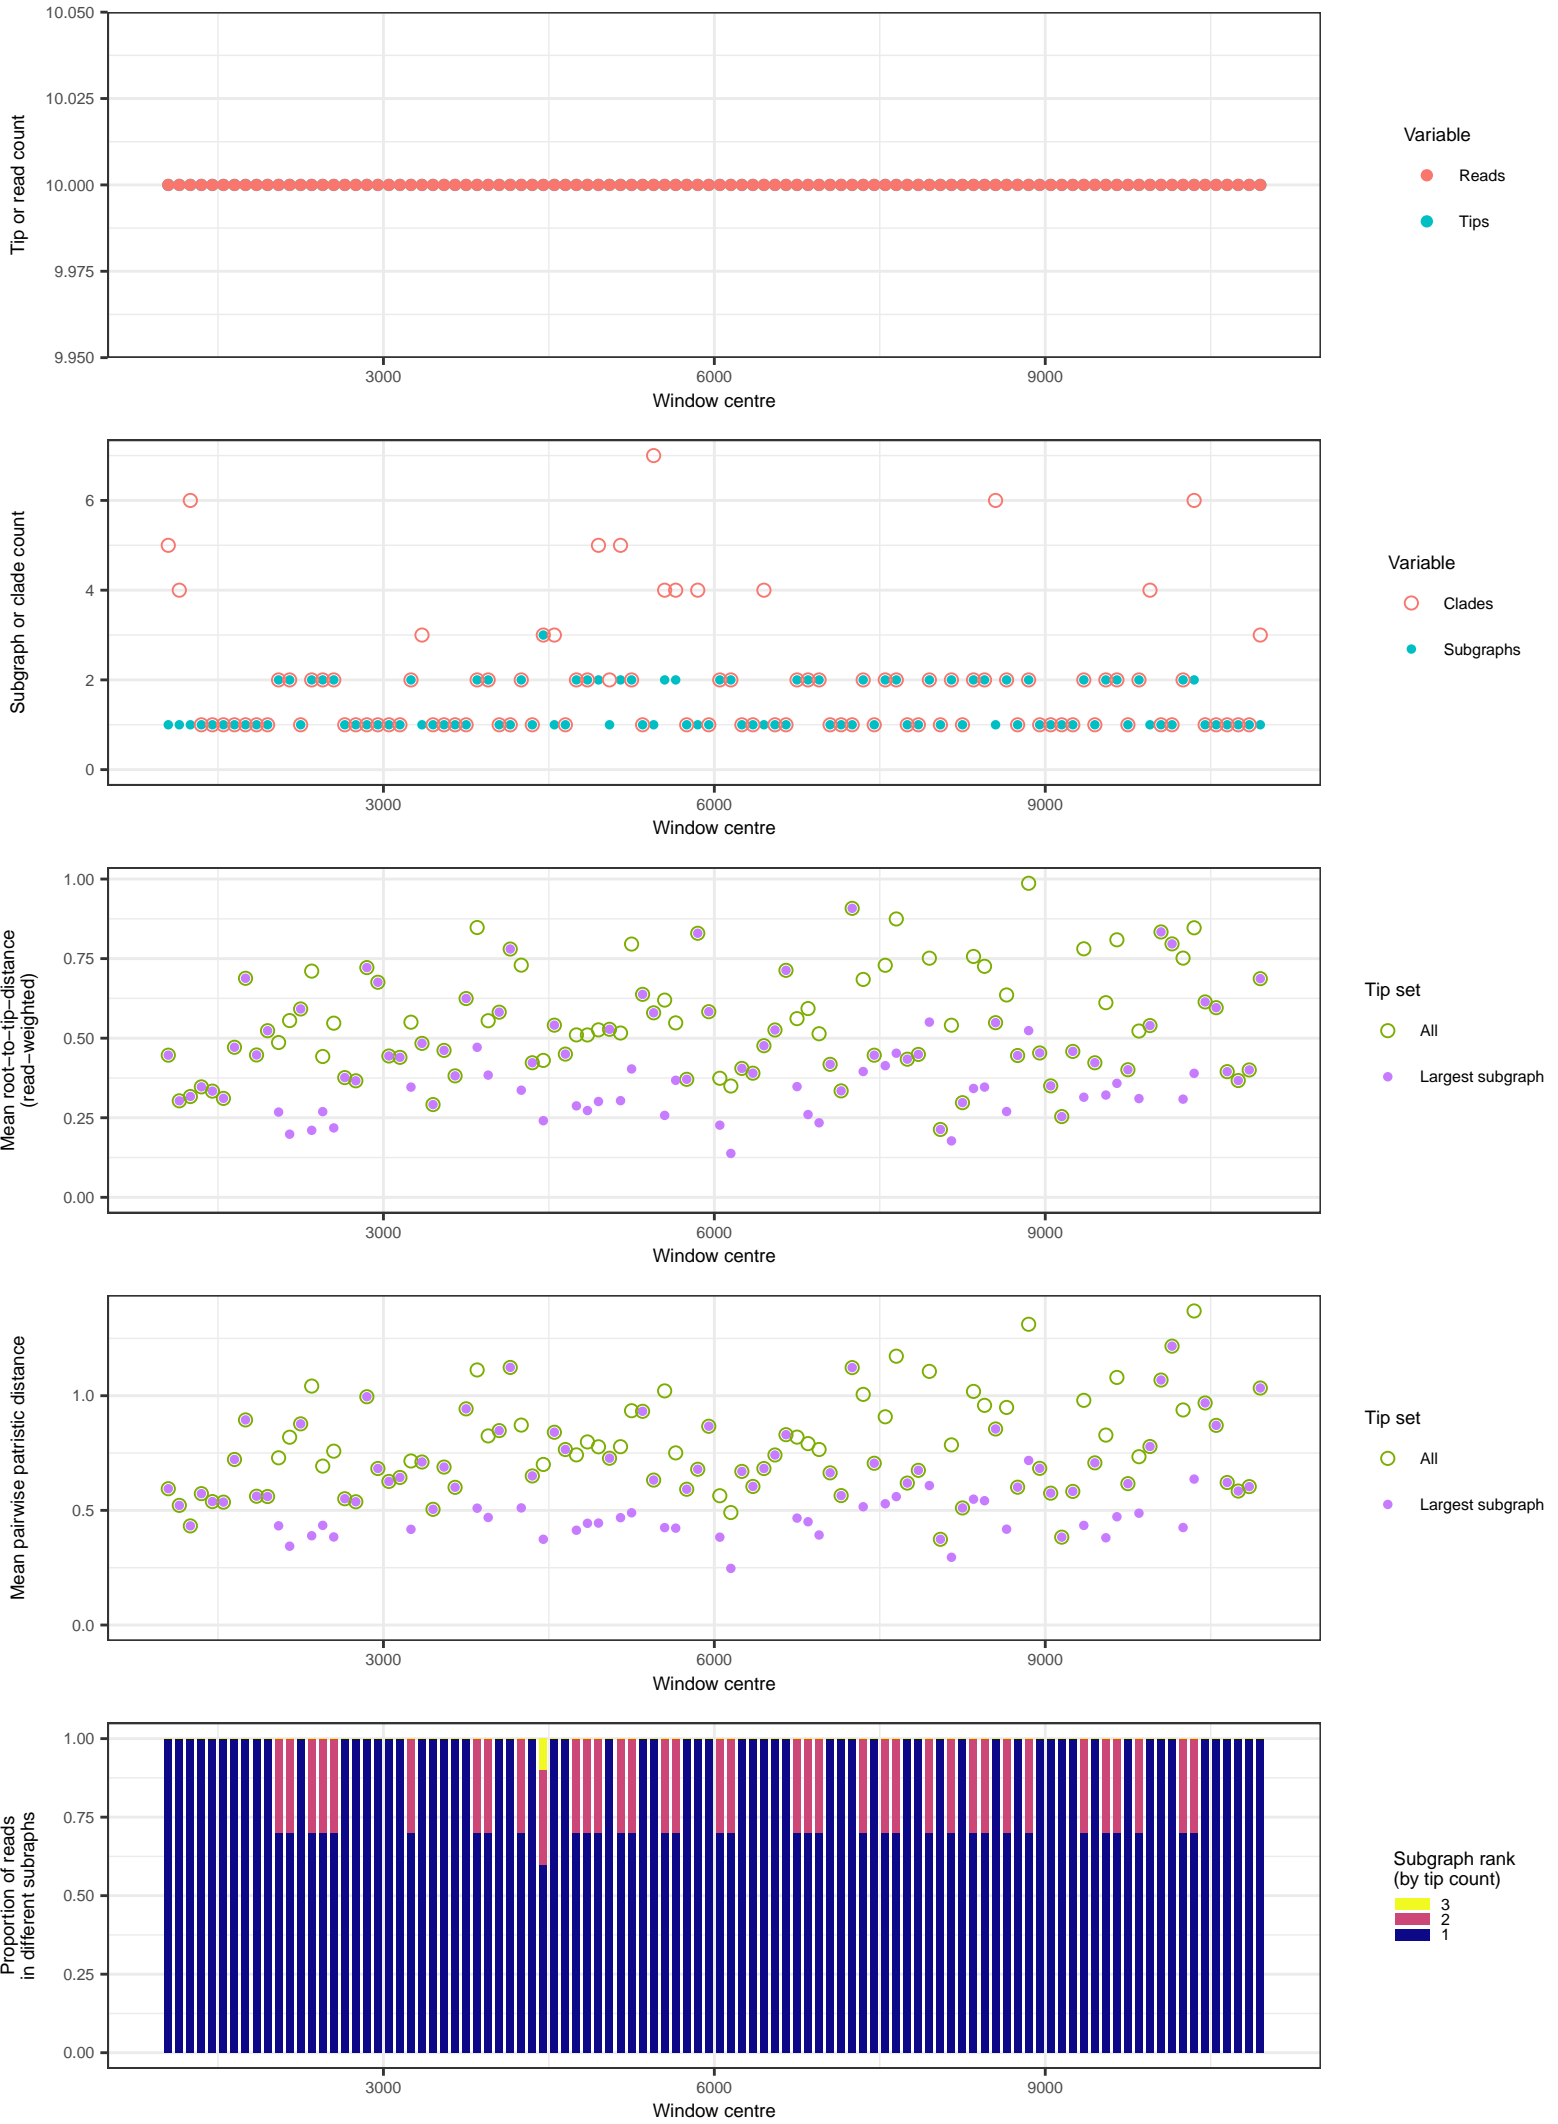 10.050
10.025
10.000
9.975
9.950
Tip or read count
3000 6000 9000
Window centre
Variable
Reads
Tips
6
4
2
0
Subgraph or clade count
3000 6000 9000
Window centre
Variable
Clades
Subgraphs
1.00
0.75
0.50
0.25
0.00
Mean root−to−tip−distance
(read−weighted)
3000 6000 9000
Window centre
Tip set
All
Largest subgraph
1.0
0.5
0.0
Mean pairwise patristic distance
3000 6000 9000
Window centre
Tip set
All
Largest subgraph
1.00
0.75
0.50
0.25
0.00
Proportion of reads
in different subraphs
3000 6000 9000
Window centre
Subgraph rank
(by tip count)
3
2
1